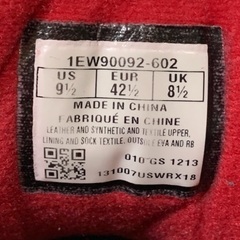 1EW90092-602
US EUR UK
9½ 42½ 8½
MADE IN CHINA
FABRIQUÉ EN CHINE
LEATHER AND SYNTHETIC AND TEXTILE UPPER,
LINING AND SOCK TEXTILE. OUTSOLE EVA AND RB
010 GS 1213
131007USWRX18